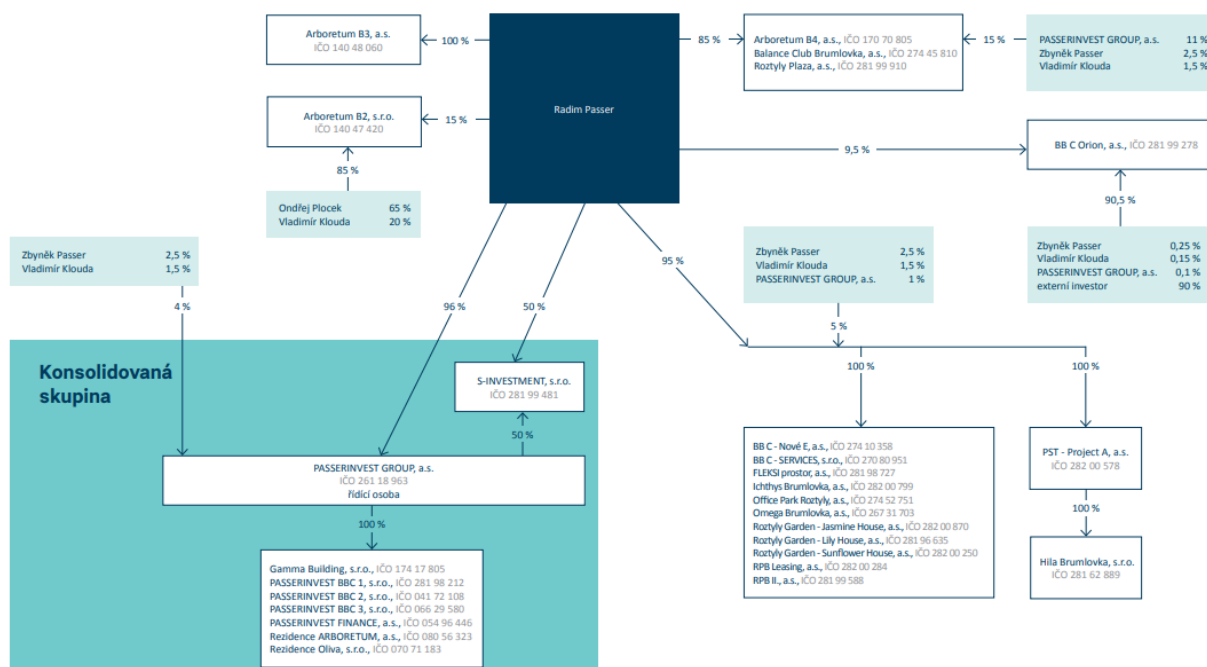 Arboretum B3, a.s.
IČO 140 48 060
100 %
Radim Passer
85 %
Arboretum B4, a.s., IČO 170 70 805
Balance Club Brumlovka, a.s., IČO 274 45 810
Roztyly Plaza, a.s., IČO 281 99 910
15 %
PASSERINVEST GROUP, a.s. 11 %
Zbyněk Passer 2,5 %
Vladimír Klouda 1,5 %
Arboretum B2, s.r.o.
IČO 140 47 420
15 %
85 %
Ondřej Plocek 65 %
Vladimír Klouda 20 %
9,5 %
BB C Orion, a.s., IČO 281 99 278
90,5 %
Zbyněk Passer 0,25 %
Vladimír Klouda 0,15 %
PASSERINVEST GROUP, a.s. 0,1 %
externí investor 90 %
Zbyněk Passer 2,5 %
Vladimír Klouda 1,5 %
4 %
96 %
50 %
95 %
Zbyněk Passer 2,5 %
Vladimír Klouda 1,5 %
PASSERINVEST GROUP, a.s. 1 %
5 %
Konsolidovaná
skupina
S-INVESTMENT, s.r.o.
IČO 281 99 481
50 %
PASSERINVEST GROUP, a.s.
IČO 261 18 963
řídící osoba
100 %
Gamma Building, s.r.o., IČO 174 17 805
PASSERINVEST BBC 1, s.r.o., IČO 281 98 212
PASSERINVEST BBC 2, s.r.o., IČO 041 72 108
PASSERINVEST BBC 3, s.r.o., IČO 066 29 580
PASSERINVEST FINANCE, a.s., IČO 054 96 446
Rezidence ARBORETUM, a.s., IČO 080 56 323
Rezidence Oliva, s.r.o., IČO 070 71 183
100 %
BB C - Nové E, a.s., IČO 274 10 358
BB C - SERVICES, s.r.o., IČO 270 80 951
FLEKSI prostor, a.s., IČO 281 98 727
Ichthys Brumlovka, a.s., IČO 282 00 799
Office Park Roztyly, a.s., IČO 274 52 751
Omega Brumlovka, a.s., IČO 267 31 703
Roztyly Garden - Jasmine House, a.s., IČO 282 00 870
Roztyly Garden - Lily House, a.s., IČO 281 96 635
Roztyly Garden - Sunflower House, a.s., IČO 282 00 250
RPB Leasing, a.s., IČO 282 00 284
RPB II., a.s., IČO 281 99 588
100 %
PST - Project A, a.s.
IČO 282 00 578
100 %
Hila Brumlovka, s.r.o.
IČO 281 62 889